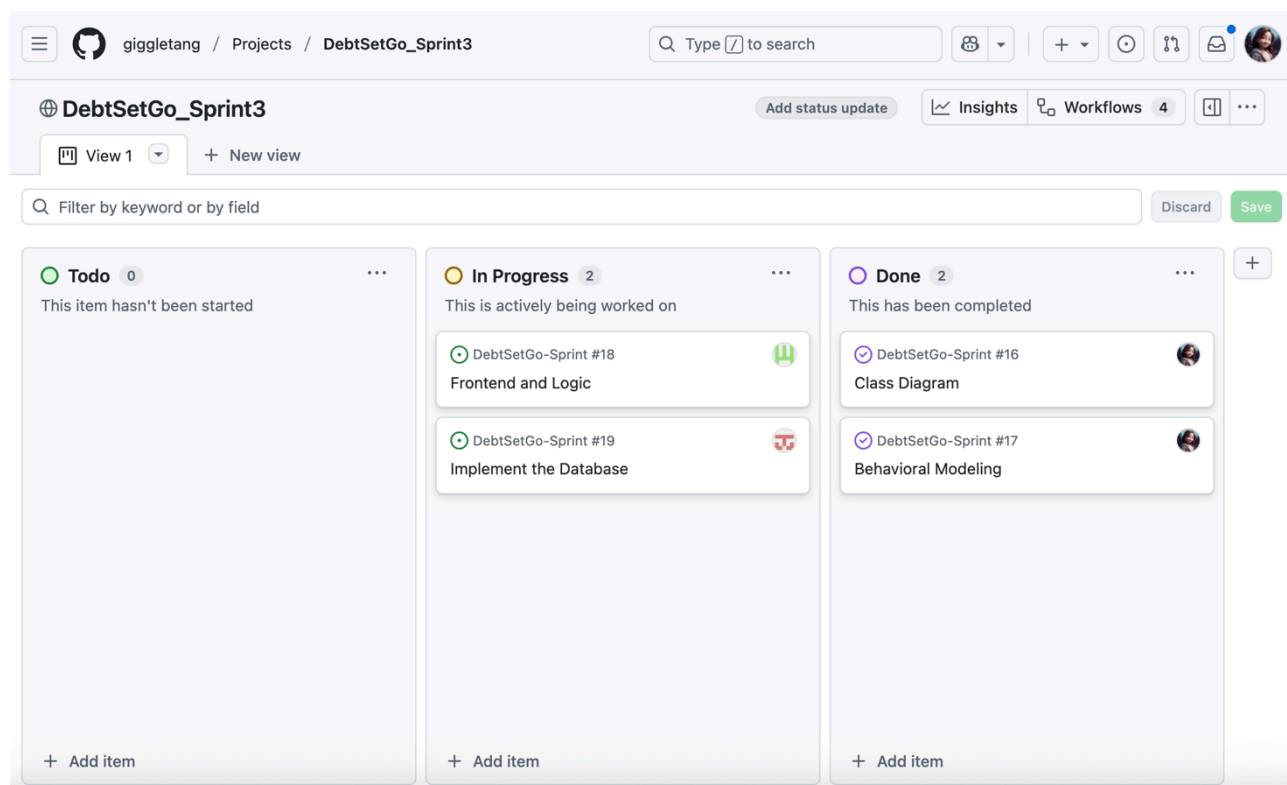 giggletang / Projects / DebtSetGo_Sprint3
Type / to search
DebtSetGo_Sprint3
Add status update
Insights
Workflows 4
View 1
New view
Filter by keyword or by field
Discard
Save
Todo 0
This item hasn't been started
Add item
In Progress 2
This is actively being worked on
DebtSetGo-Sprint #18
Frontend and Logic
DebtSetGo-Sprint #19
Implement the Database
Add item
Done 2
This has been completed
DebtSetGo-Sprint #16
Class Diagram
DebtSetGo-Sprint #17
Behavioral Modeling
Add item